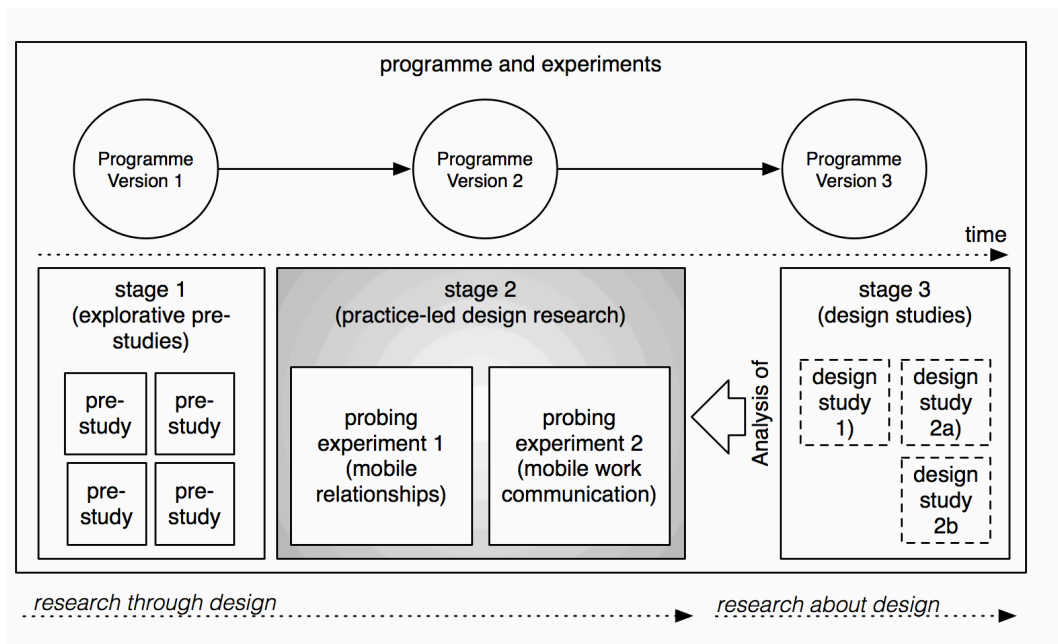 programme and experiments
Programme
Version 1
Programme
Version 2
Programme
Version 3
time
stage 1
(explorative pre-
studies)
pre-
study
pre-
study
pre-
study
pre-
study
stage 2
(practice-led design research)
probing
experiment 1
(mobile
relationships)
probing
experiment 2
(mobile work
communication)
Analysis of
stage 3
(design studies)
design
study
1)
design
study
2a)
design
study
2b
research through design
research about design